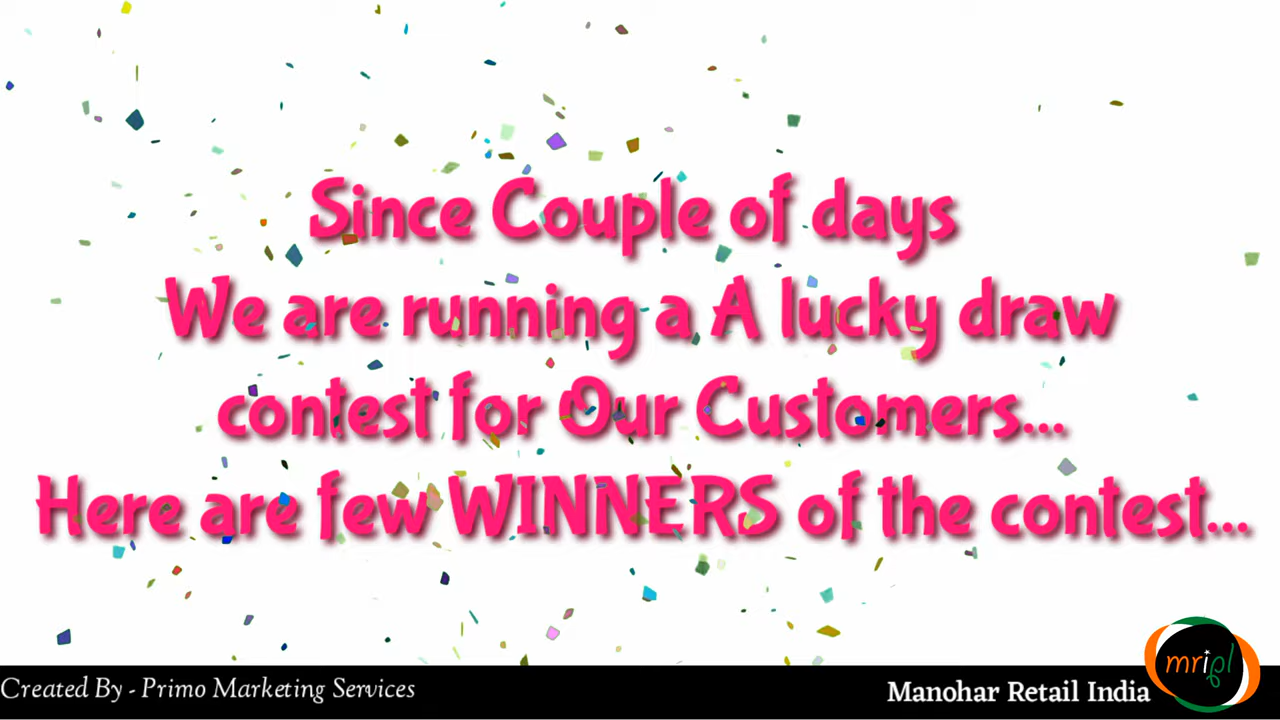 Since Couple of days
We are running a A lucky draw
contest for Our Customers...
Here are few WINNERS of the contest...
Created By - Primo Marketing Services
Manohar Retail India
mripl